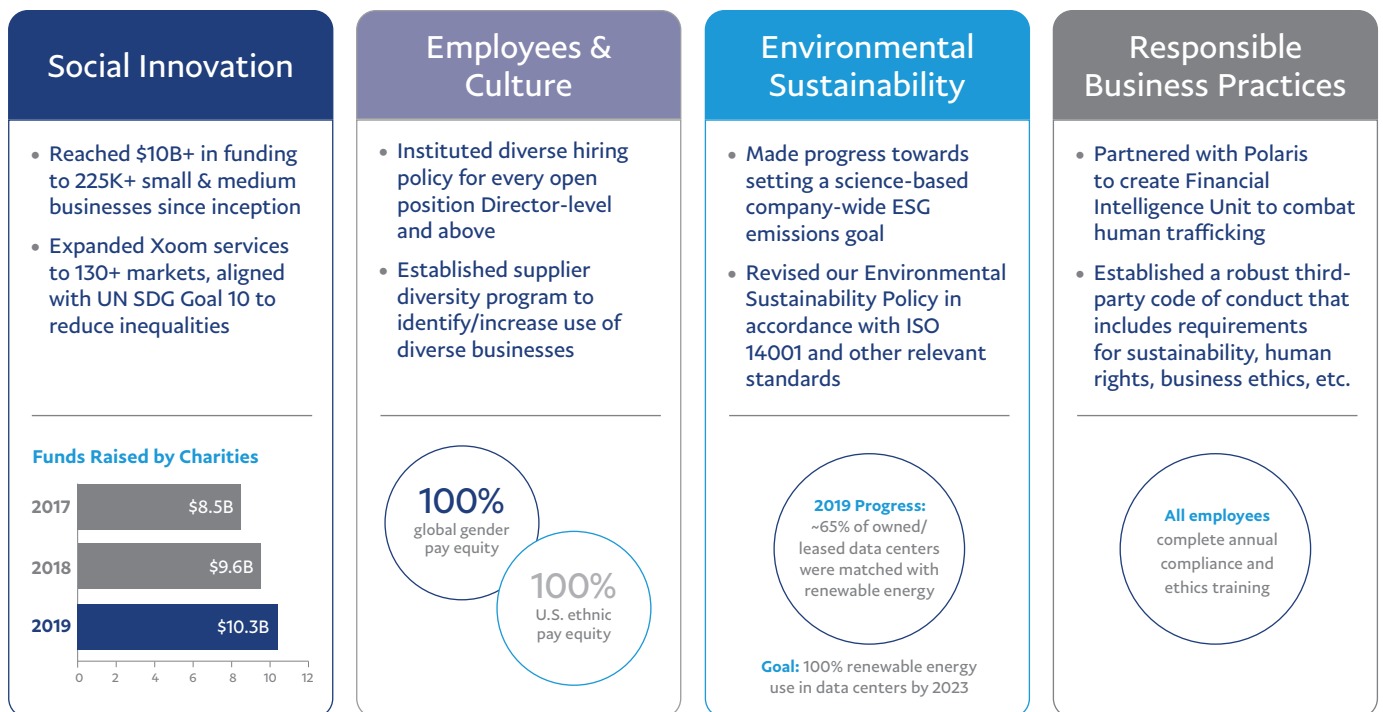 Social Innovation
• Reached $10B+ in funding
to 225K+ small & medium
businesses since inception
• Expanded Xoom services
to 130+ markets, aligned
with UN SDG Goal 10 to
reduce inequalities
Funds Raised by Charities
2017 $8.5B
2018 $9.6B
2019 $10.3B
0 2 4 6 8 10 12
Employees &
Culture
• Instituted diverse hiring
policy for every open
position Director-level
and above
• Established supplier
diversity program to
identify/increase use of
diverse businesses
100%
global gender
pay equity
100%
U.S. ethnic
pay equity
Environmental
Sustainability
• Made progress towards
setting a science-based
company-wide ESG
emissions goal
• Revised our Environmental
Sustainability Policy in
accordance with ISO
14001 and other relevant
standards
2019 Progress:
~65% of owned/
leased data centers
were matched with
renewable energy
Goal: 100% renewable energy
use in data centers by 2023
Responsible
Business Practices
• Partnered with Polaris
to create Financial
Intelligence Unit to combat
human trafficking
• Established a robust third-
party code of conduct that
includes requirements
for sustainability, human
rights, business ethics, etc.
All employees
complete annual
compliance and
ethics training